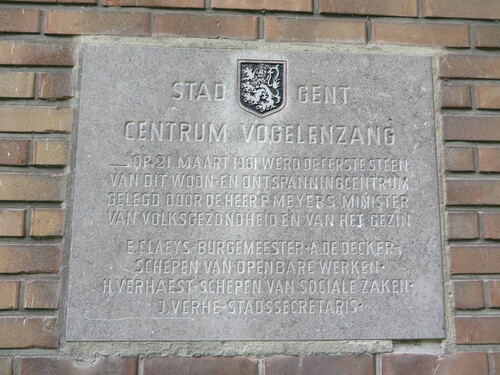 STAD GENT
CENTRUM VOGELENZANG
OP 21 MAART 1961 WERD DE EERSTE STEEN
VAN DIT WOON-EN ONTSPANNINGCENTRUM
GELEGD DOOR DE HEER P. MEYERS, MINISTER
VAN VOLKSGEZONDHEID EN VAN HET GEZIN
E. CLAEYS-BURGEMEESTER-A. DE DECKER-
SCHEPEN VAN OPENBARE WERKEN-
H. VERHAEST-SCHEPEN VAN SOCIALE ZAKEN-
-J. VERHE-STADSSECRETARIS-